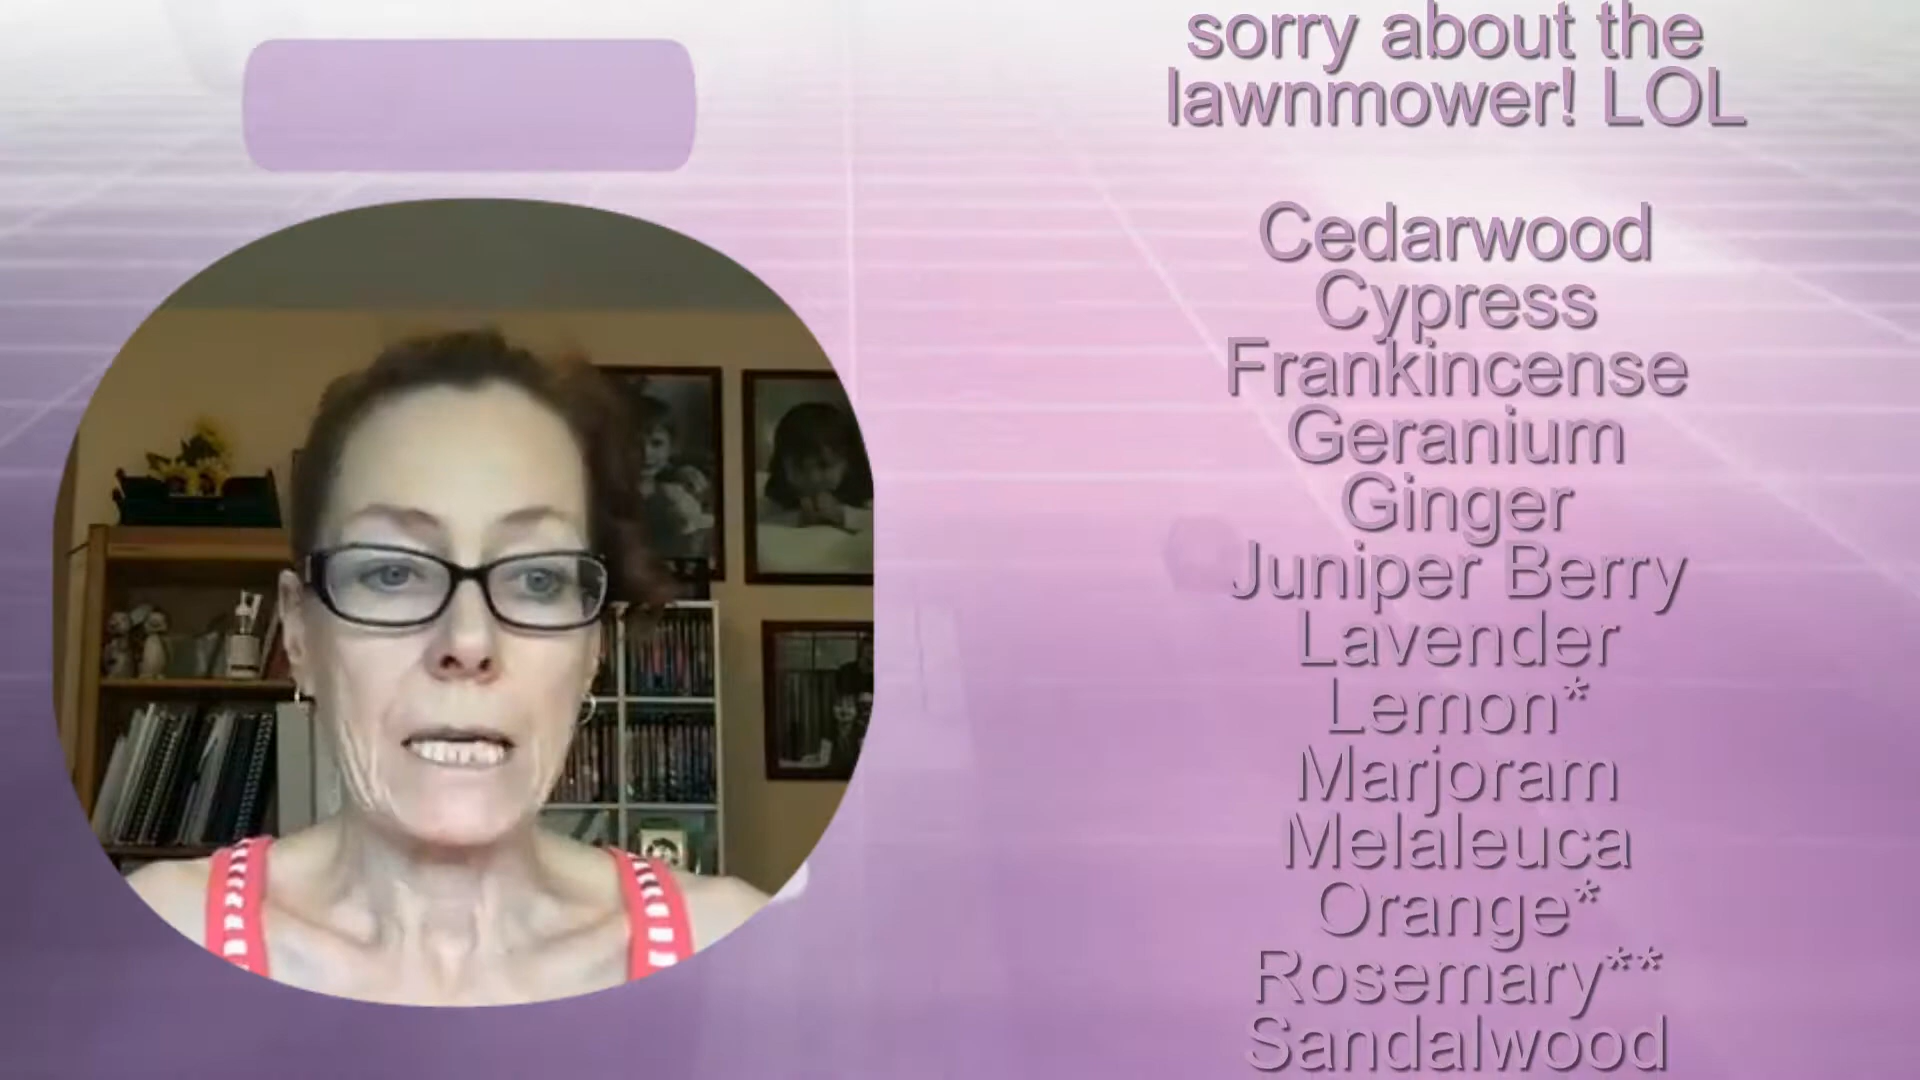 sorry about the
lawnmower! LOL
Cedarwood
Cypress
Frankincense
Geranium
Ginger
Juniper Berry
Lavender
Lemon*
Marjoram
Melaleuca
Orange*
Rosemary**
Sandalwood